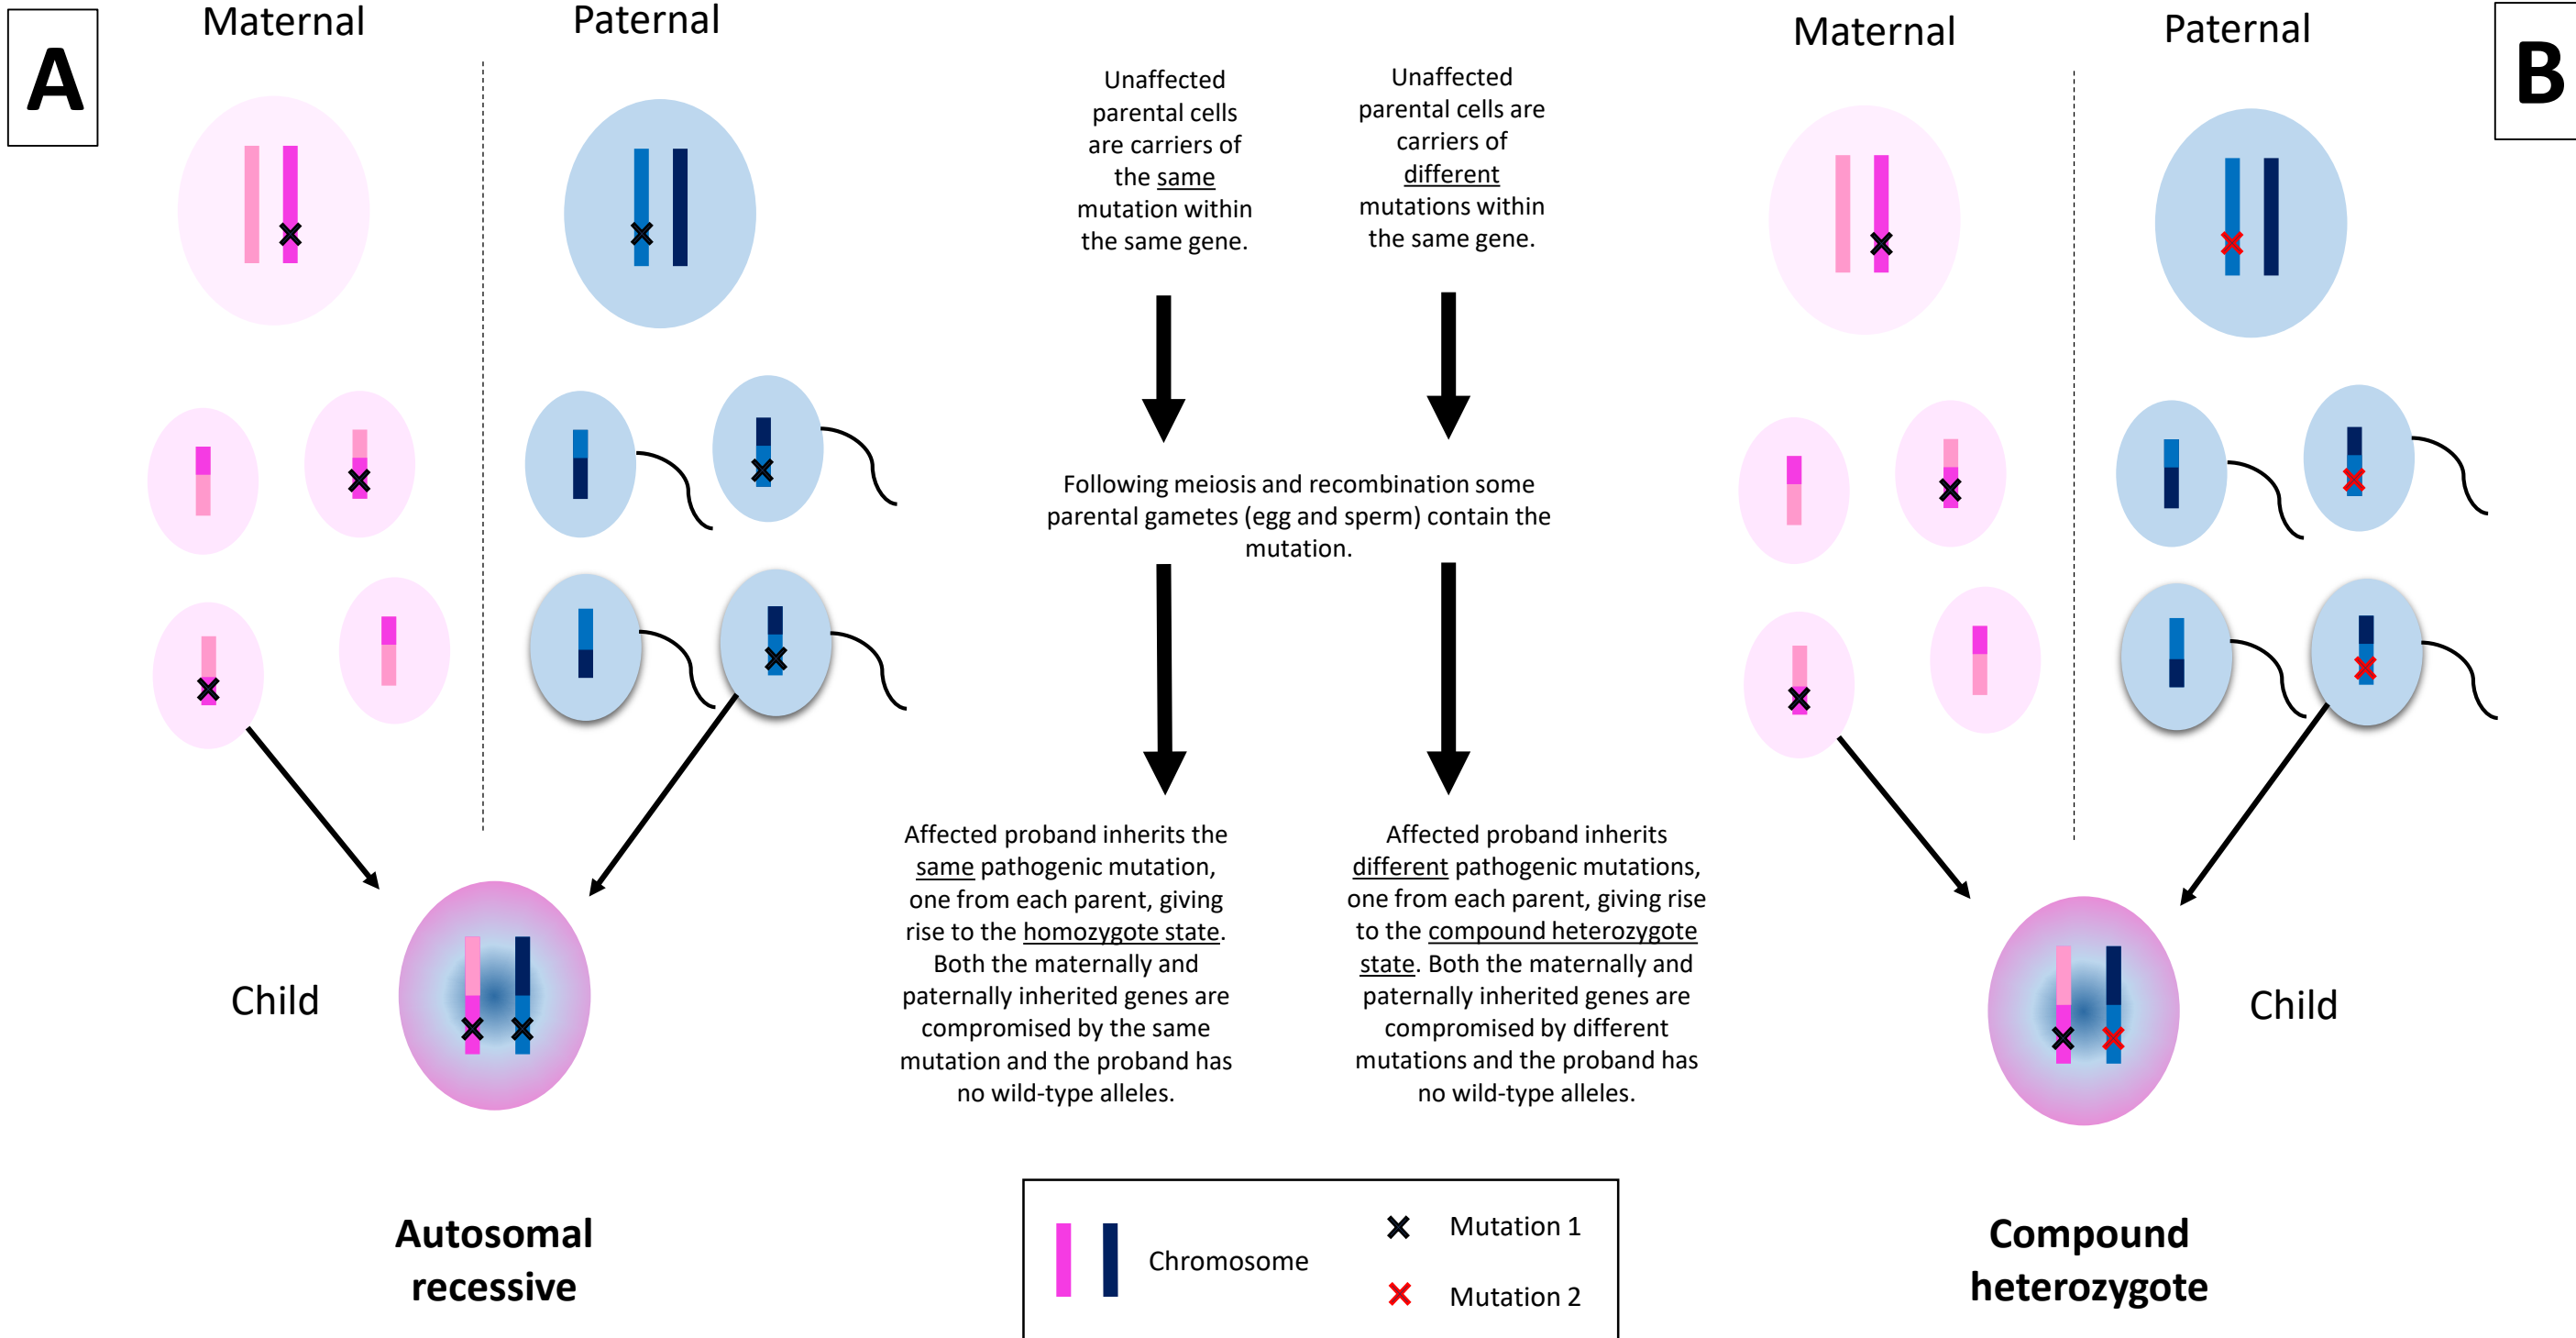 A
Maternal
Paternal
Unaffected
parental cells
are carriers of
the same
mutation within
the same gene.
Unaffected
parental cells are
carriers of
different
mutations within
the same gene.
Maternal
Paternal
B
Following meiosis and recombination some
parental gametes (egg and sperm) contain the
mutation.
Affected proband inherits the
same pathogenic mutation,
one from each parent, giving
rise to the homozygote state.
Both the maternally and
paternally inherited genes are
compromised by the same
mutation and the proband has
no wild-type alleles.
Affected proband inherits
different pathogenic mutations,
one from each parent, giving rise
to the compound heterozygote
state. Both the maternally and
paternally inherited genes are
compromised by different
mutations and the proband has
no wild-type alleles.
Child
Child
Autosomal
recessive
Chromosome
Mutation 1
Mutation 2
Compound
heterozygote